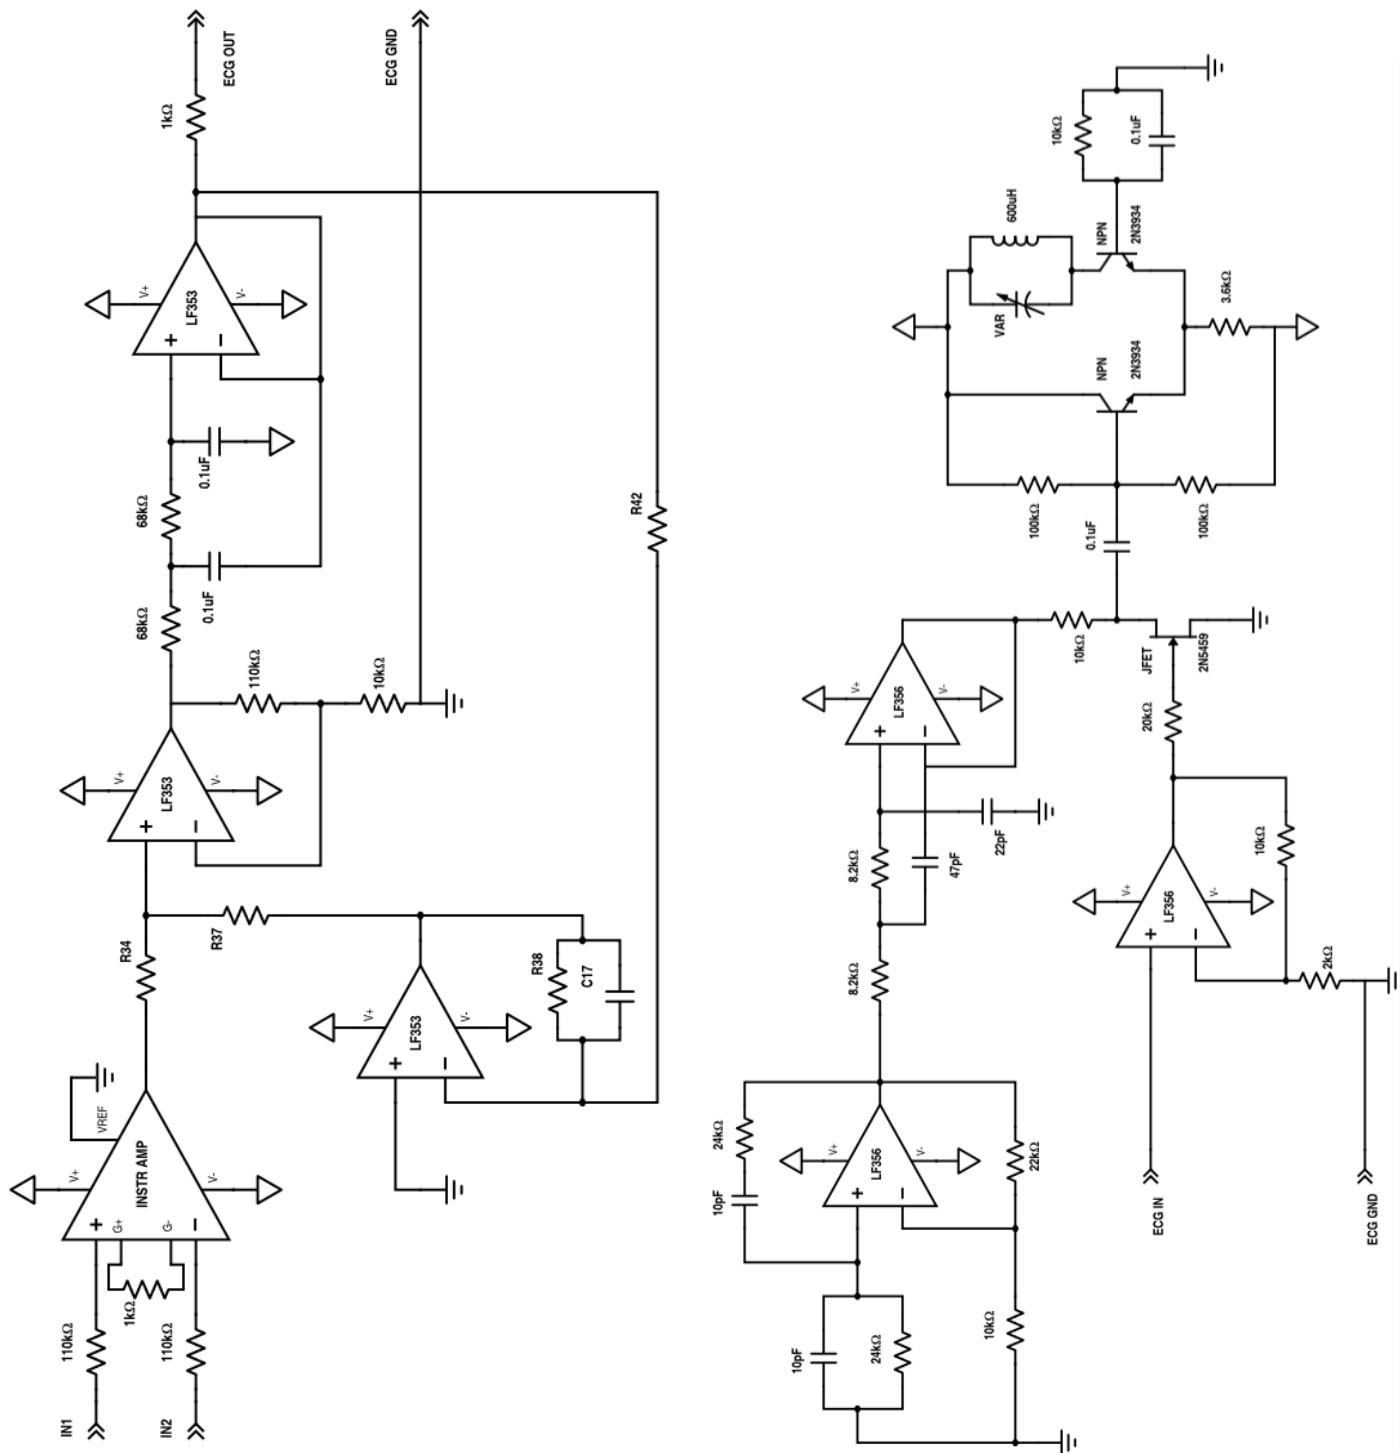 IN1
IN2
110kΩ
110kΩ
1kΩ
+
G+
G-
−
INSTR AMP
V+
V-
VREF
R34
R37
+
−
LF353
V+
V-
R38
C17
+
−
LF353
V+
V-
110kΩ
10kΩ
68kΩ
0.1uF
68kΩ
0.1uF
+
−
LF353
V+
V-
R42
1kΩ
ECG OUT
ECG GND
10pF
24kΩ
10pF
24kΩ
+
−
LF356
V+
V-
10kΩ
22kΩ
8.2kΩ
8.2kΩ
47pF
22pF
+
−
LF356
V+
V-
10kΩ
ECG IN
ECG GND
+
−
LF356
V+
V-
2kΩ
10kΩ
20kΩ
JFET
2N5459
0.1uF
100kΩ
100kΩ
NPN
2N3934
VAR
600uH
NPN
2N3934
3.6kΩ
10kΩ
0.1uF